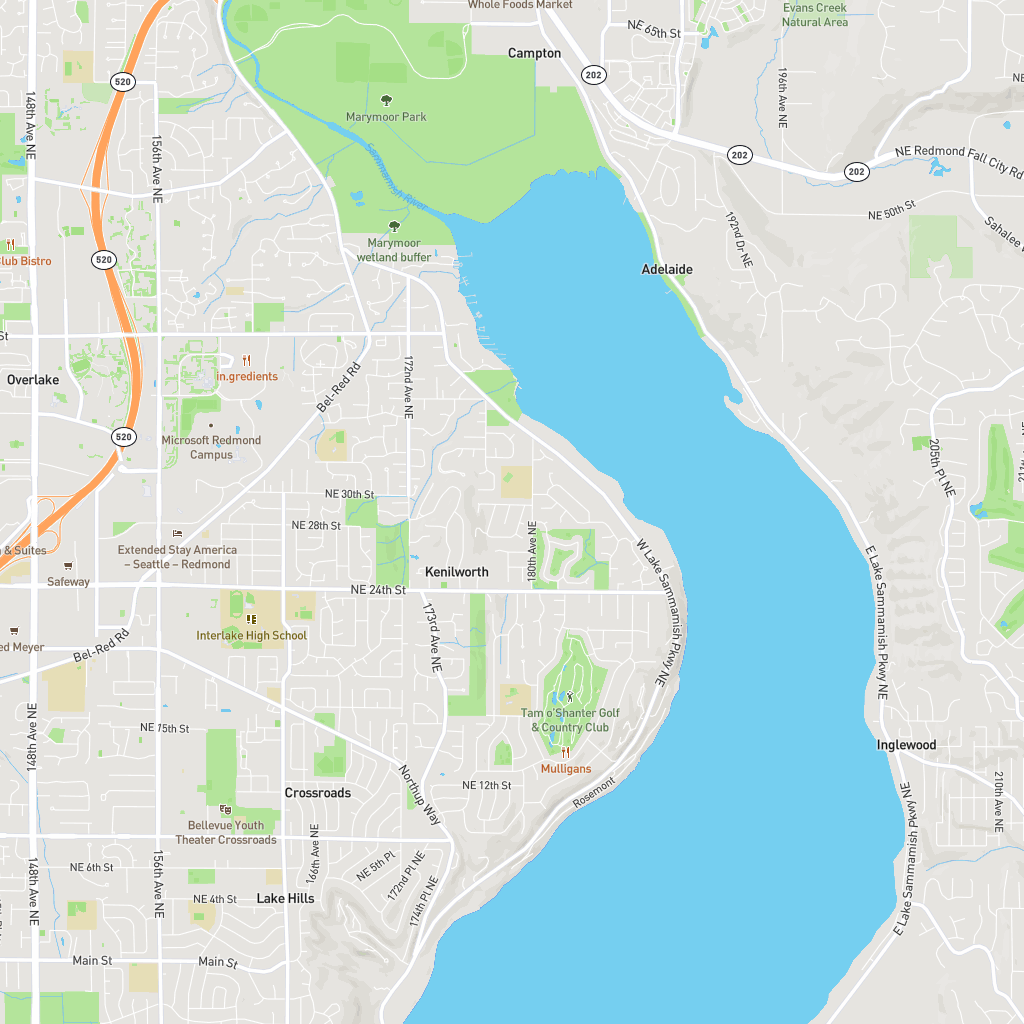 Whole Foods Market
Evans Creek
Natural Area
NE 65th St
Campton
202
520
148th Ave NE
156th Ave NE
Marymoor Park
196th Ave NE
NE
202
202
NE Redmond Fall City Rd
Sammamish River
NE 50th St
192nd Dr NE
Sahalee
Marymoor
wetland buffer
Club Bistro
520
Adelaide
St
in.gredients
Overlake
Bel-Red Rd
172nd Ave NE
520
Microsoft Redmond
Campus
205th Pl NE
211th
NE 30th St
NE 28th St
180th Ave NE
W Lake Sammamish Pkwy NE
E Lake Sammamish Pkwy NE
& Suites
Extended Stay America
– Seattle – Redmond
Safeway
Kenilworth
NE 24th St
Interlake High School
173rd Ave NE
ed Meyer
Bel-Red Rd
Tam o'Shanter Golf
& Country Club
148th Ave NE
NE 15th St
Inglewood
Mulligans
Northup Way
NE 12th St
Rosemont
210th Ave NE
Crossroads
Bellevue Youth
Theater Crossroads
E Lake Sammamish Pkwy NE
166th Ave NE
148th Ave NE
156th Ave NE
NE 6th St
NE 5th Pl
172nd Pl NE
174th Pl NE
NE 4th St
Lake Hills
Main St
Main St